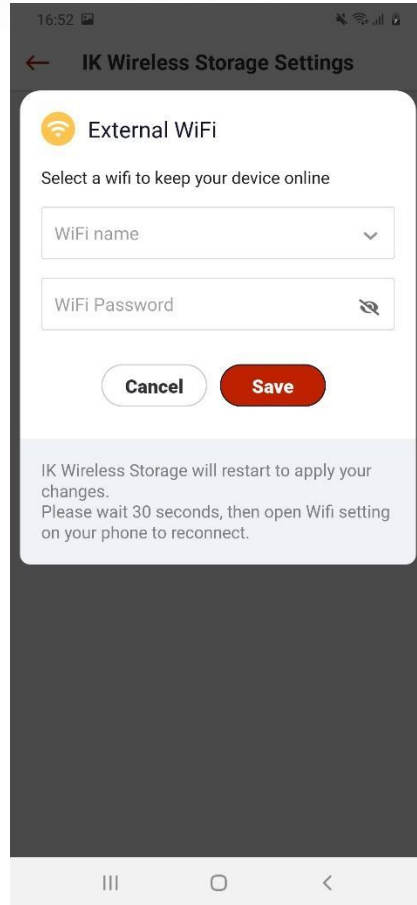 16:52
IK Wireless Storage Settings
External WiFi
Select a wifi to keep your device online
WiFi name
WiFi Password
Cancel Save
IK Wireless Storage will restart to apply your
changes.
Please wait 30 seconds, then open Wifi setting
on your phone to reconnect.